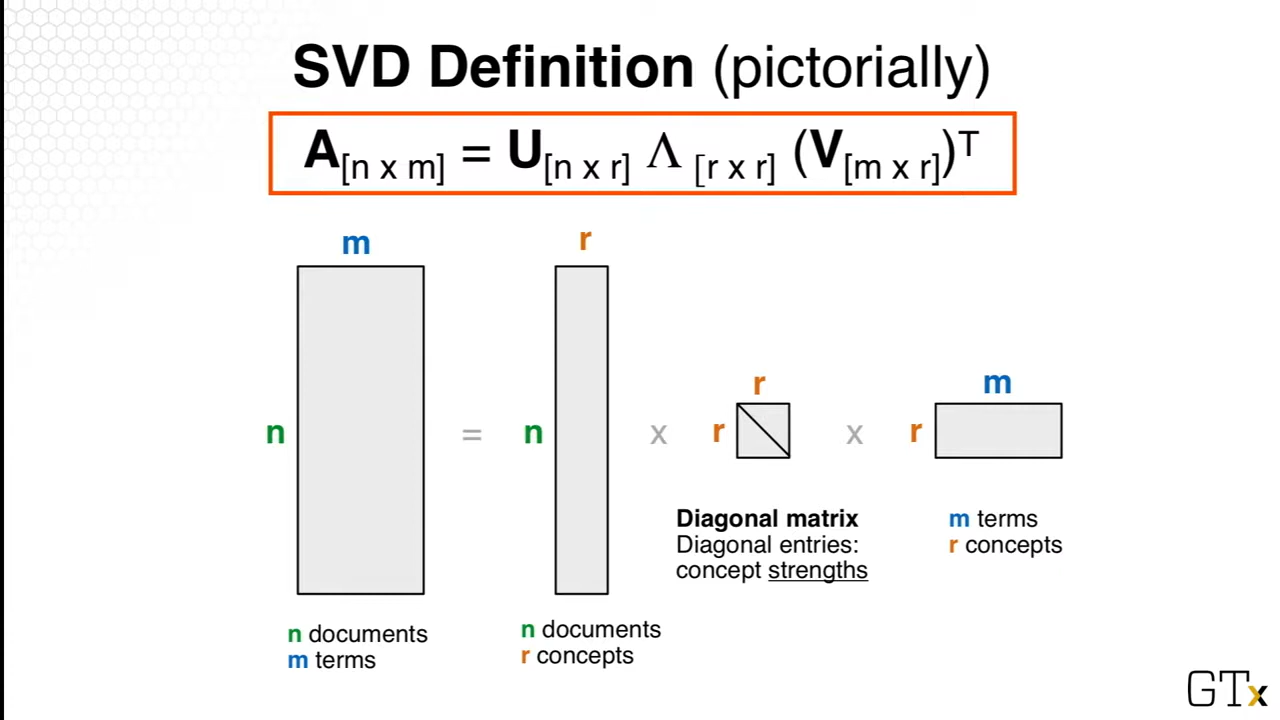 SVD Definition (pictorially)
A[n x m] = U[n x r] Λ [r x r] (V[m x r])T
m
n
=
r
n
x
r
r
x
m
r
n documents
m terms
n documents
r concepts
Diagonal matrix
Diagonal entries:
concept strengths
m terms
r concepts
GTx